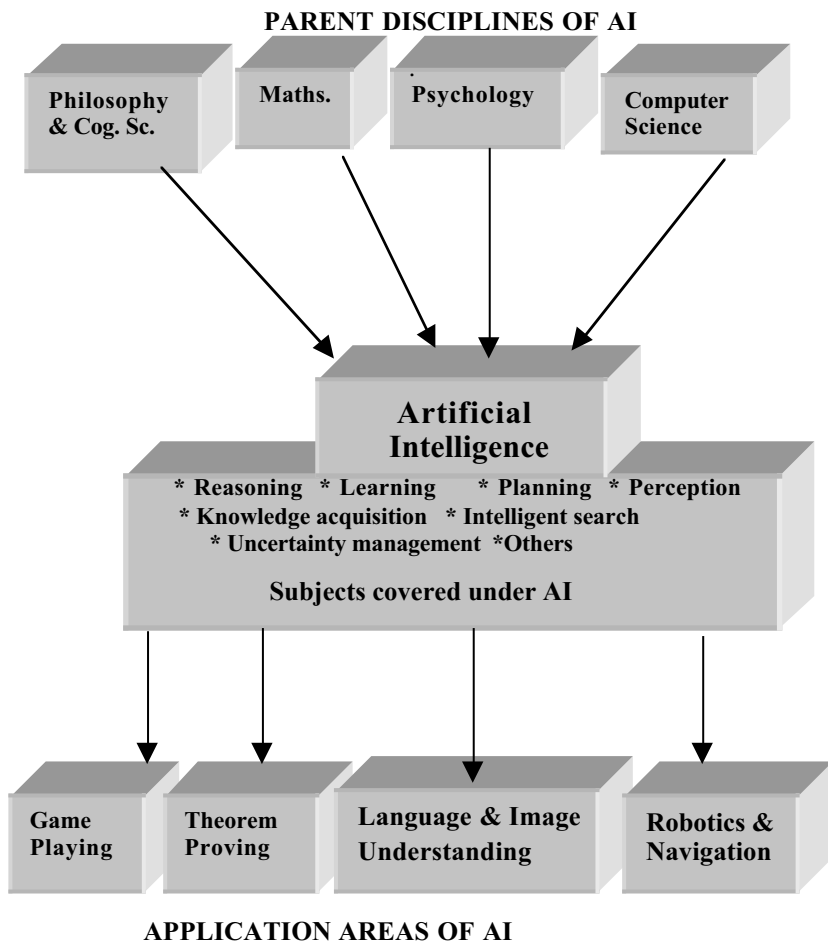 PARENT DISCIPLINES OF AI
Philosophy
& Cog. Sc.
Maths.
Psychology
Computer
Science
Artificial
Intelligence
* Reasoning * Learning * Planning * Perception
* Knowledge acquisition * Intelligent search
* Uncertainty management *Others
Subjects covered under AI
Game
Playing
Theorem
Proving
Language & Image
Understanding
Robotics &
Navigation
APPLICATION AREAS OF AI